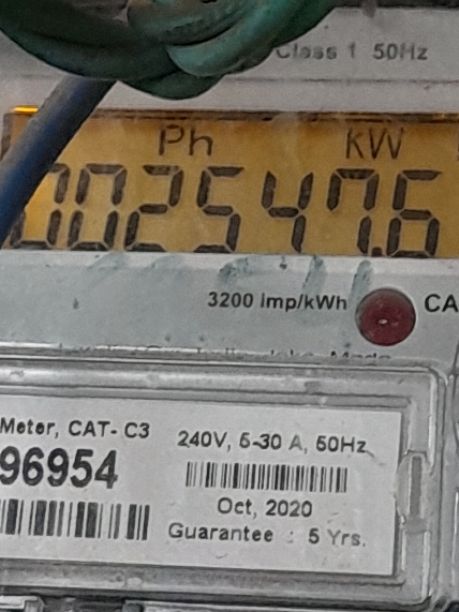 Class 1 50Hz
Ph KW
002547.6
3200 imp/kWh CA
Meter, CAT- C3
240V, 5-30 A, 50Hz
96954
Oct, 2020
Guarantee : 5 Yrs.